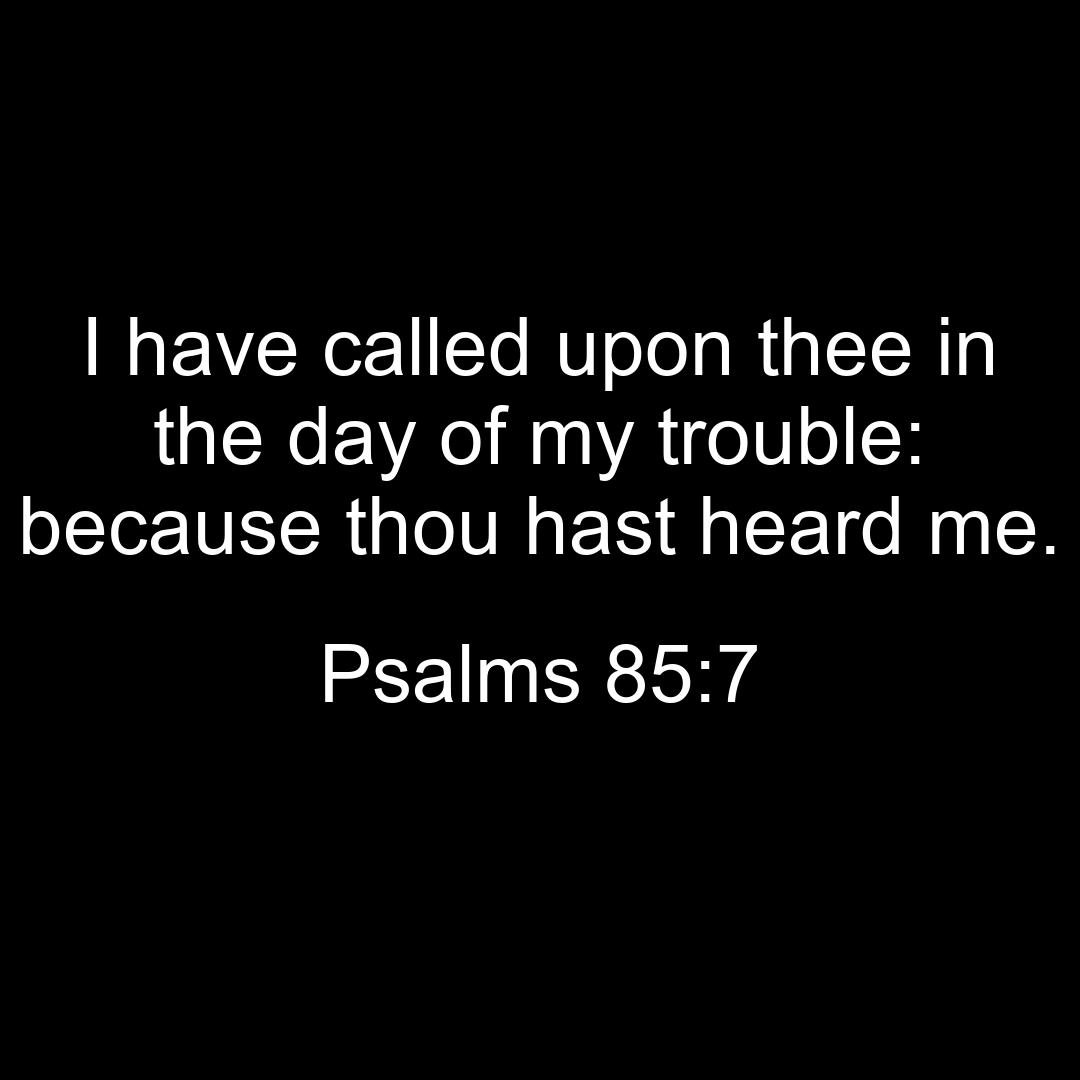 I have called upon thee in
the day of my trouble:
because thou hast heard me.
Psalms 85:7